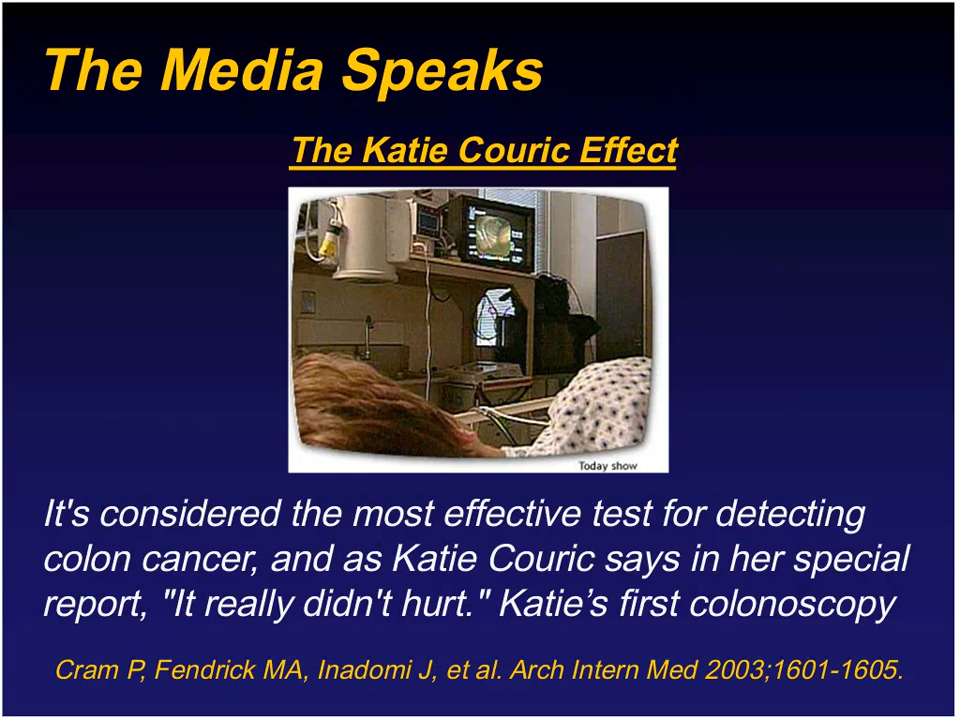 The Media Speaks
The Katie Couric Effect
Today show
It's considered the most effective test for detecting
colon cancer, and as Katie Couric says in her special
report, "It really didn't hurt." Katie’s first colonoscopy
Cram P, Fendrick MA, Inadomi J, et al. Arch Intern Med 2003;1601-1605.